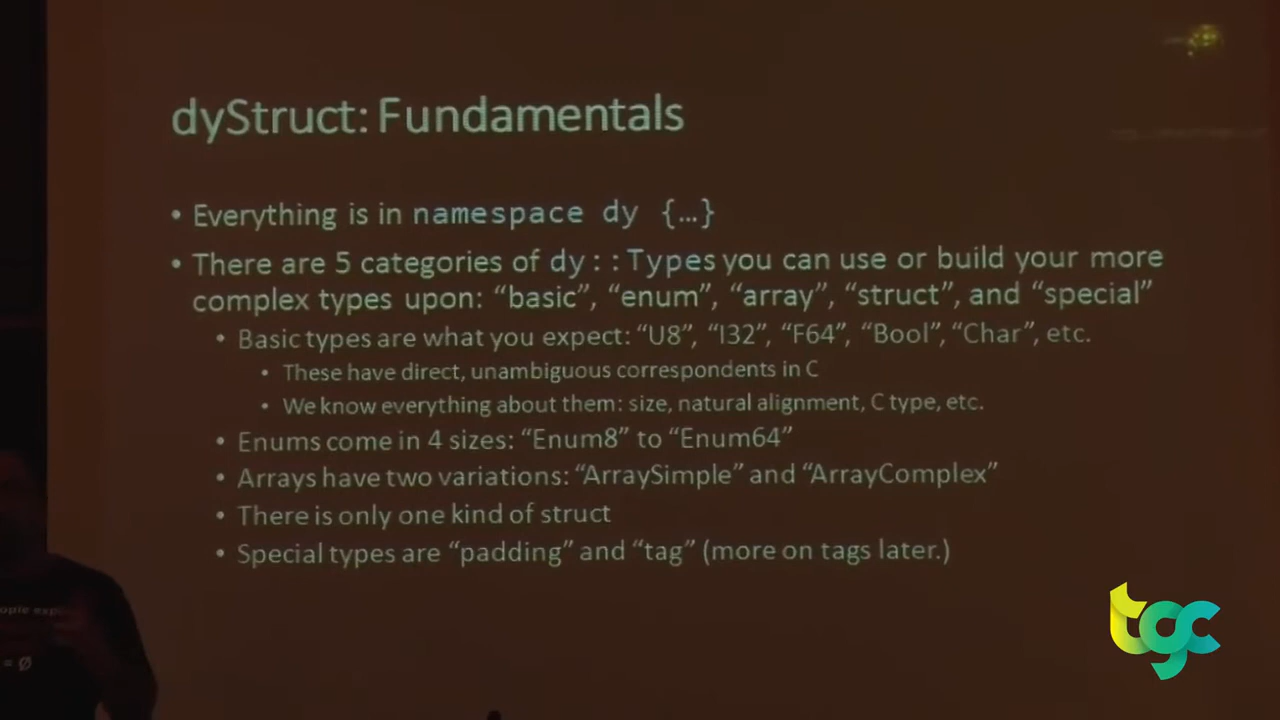 dyStruct: Fundamentals
• Everything is in namespace dy {…}
• There are 5 categories of dy::Types you can use or build your more
complex types upon: “basic”, “enum”, “array”, “struct”, and “special”
• Basic types are what you expect: “U8”, “I32”, “F64”, “Bool”, “Char”, etc.
• These have direct, unambiguous correspondents in C
• We know everything about them: size, natural alignment, C type, etc.
• Enums come in 4 sizes: “Enum8” to “Enum64”
• Arrays have two variations: “ArraySimple” and “ArrayComplex”
• There is only one kind of struct
• Special types are “padding” and “tag” (more on tags later.)
= Ø
tgc